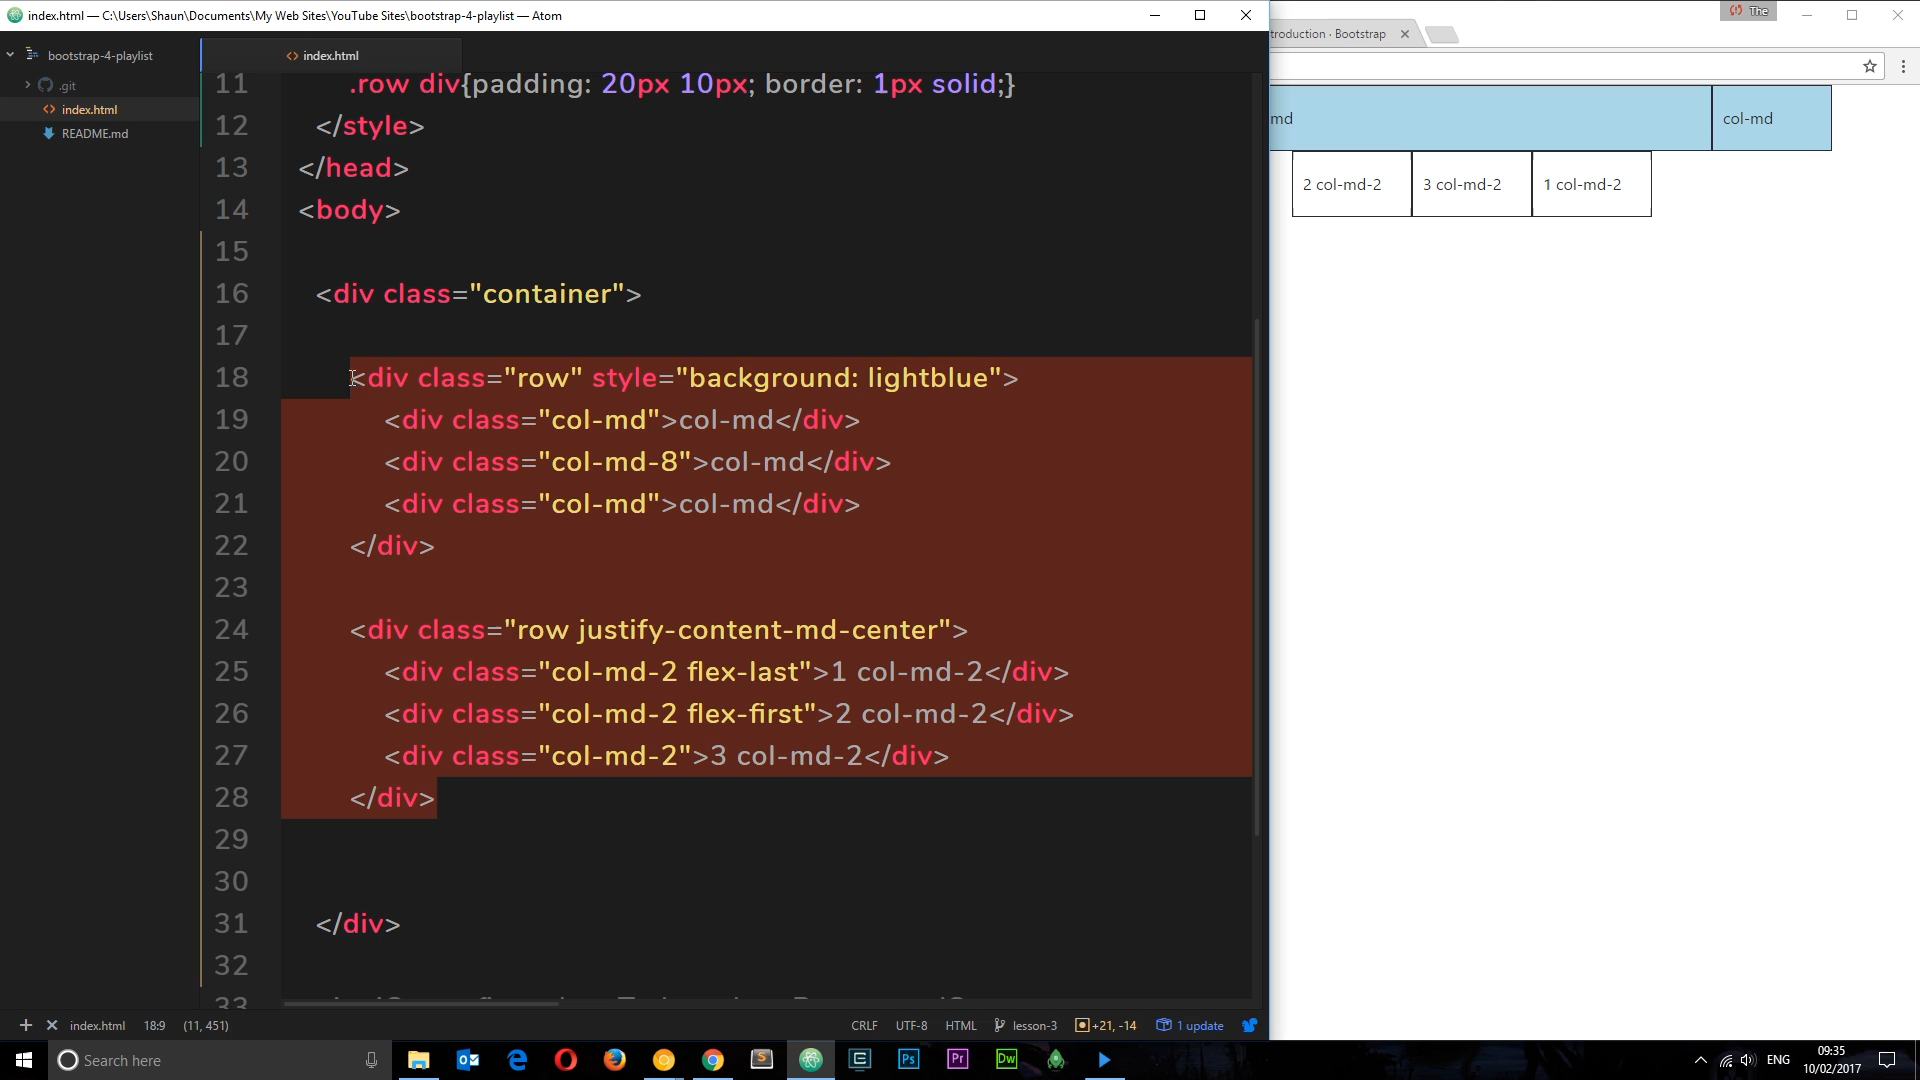 index.html — C:\Users\Shaun\Documents\My Web Sites\YouTube Sites\bootstrap-4-playlist — Atom
The
bootstrap-4-playlist
.git
index.html
README.md
index.html
troduction · Bootstrap
11 .row div{padding: 20px 10px; border: 1px solid;}
12 </style>
13 </head>
14 <body>
15
16 <div class="container">
17
18 <div class="row" style="background: lightblue">
19 <div class="col-md">col-md</div>
20 <div class="col-md-8">col-md</div>
21 <div class="col-md">col-md</div>
22 </div>
23
24 <div class="row justify-content-md-center">
25 <div class="col-md-2 flex-last">1 col-md-2</div>
26 <div class="col-md-2 flex-first">2 col-md-2</div>
27 <div class="col-md-2">3 col-md-2</div>
28 </div>
29
30
31 </div>
32
33
md col-md
2 col-md-2 3 col-md-2 1 col-md-2
index.html 18:9 (11, 451) CRLF UTF-8 HTML lesson-3 +21, -14 1 update
Search here
Ps Pr Dw
ENG
09:35
10/02/2017